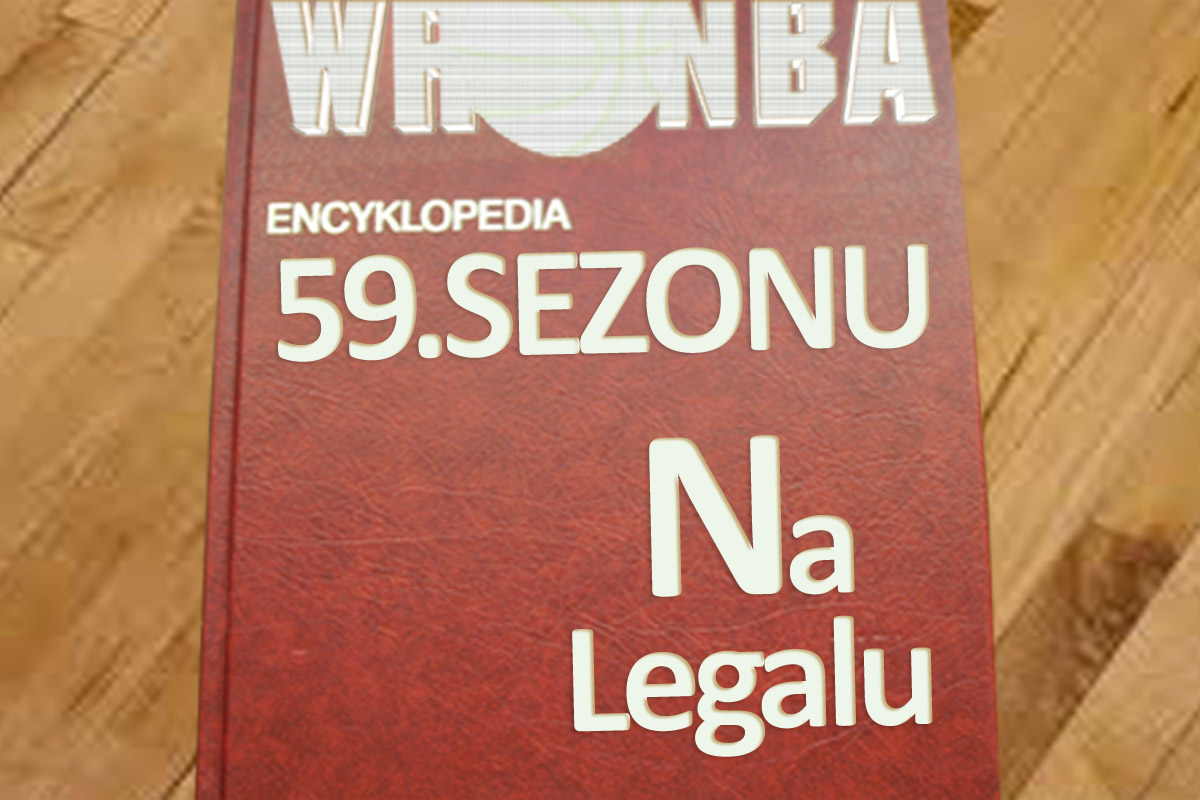 WRONBA
ENCYKLOPEDIA
59.SEZONU
Na
Legalu